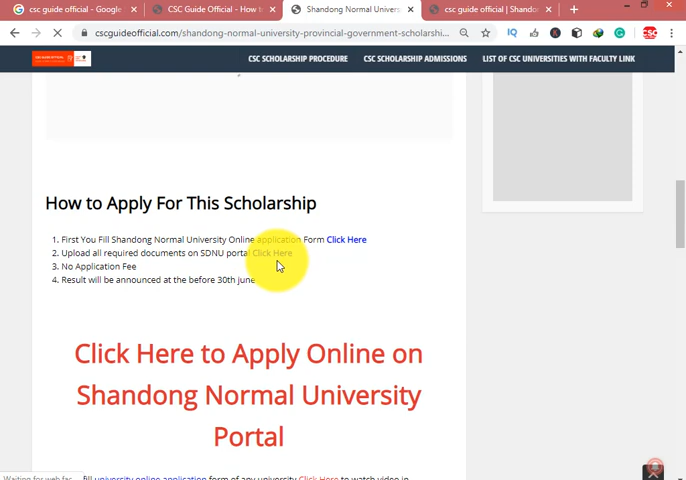 csc guide official - Google
CSC Guide Official - How t
Shandong Normal Univers
csc guide official | Shando
cscguideofficial.com/shandong-normal-university-provincial-government-scholarshi...
CSC SCHOLARSHIP PROCEDURE
CSC SCHOLARSHIP ADMISSIONS
LIST OF CSC UNIVERSITIES WITH FACULTY LINK
How to Apply For This Scholarship
1. First You Fill Shandong Normal University Online application Form Click Here
2. Upload all required documents on SDNU portal Click Here
3. No Application Fee
4. Result will be announced at the before 30th june
Click Here to Apply Online on
Shandong Normal University
Portal
fill university online application form of any university Click Here to watch video in
Waiting for web fac...